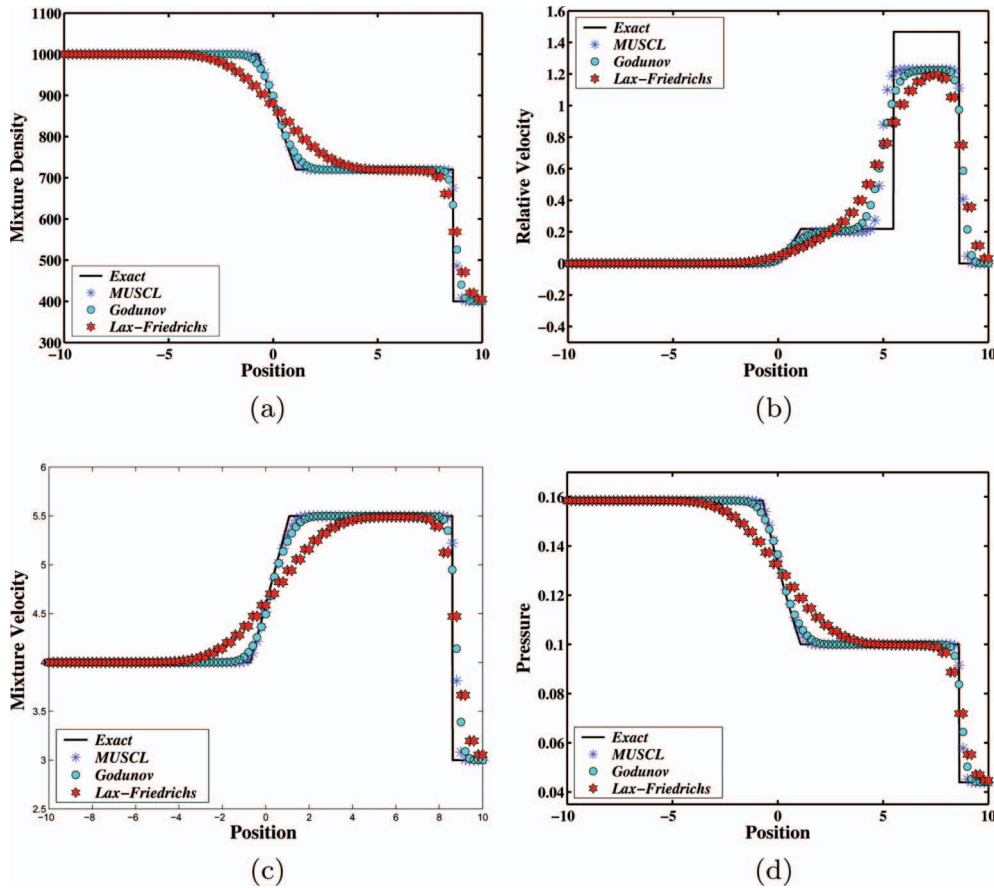 1100
1000
900
800
700
600
500
400
300
Mixture Density
Exact
MUSCL
Godunov
Lax-Friedrichs
-10
-5
0
5
10
Position
(a)
1.6
1.4
1.2
1
0.8
0.6
0.4
0.2
0
-0.2
-0.4
-0.6
Relative Velocity
Exact
MUSCL
Godunov
Lax-Friedrichs
-10
-5
0
5
10
Position
(b)
6
5.5
5
4.5
4
3.5
3
2.5
Mixture Velocity
Exact
MUSCL
Godunov
Lax-Friedrichs
-10
-8
-6
-4
-2
0
2
4
6
8
10
Position
(c)
0.16
0.14
0.12
0.1
0.08
0.06
0.04
Pressure
Exact
MUSCL
Godunov
Lax-Friedrichs
-10
-5
0
5
10
Position
(d)